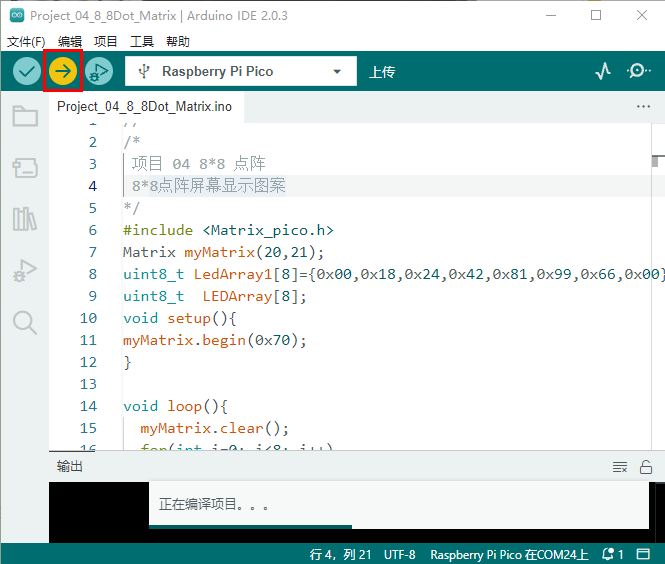 Project_04_8_8Dot_Matrix | Arduino IDE 2.0.3
文件(F) 编辑 项目 工具 帮助
Raspberry Pi Pico 上传
Project_04_8_8Dot_Matrix.ino
1 //
2 /*
3 项目 04 8*8 点阵
4 8*8点阵屏幕显示图案
5 */
6 #include <Matrix_pico.h>
7 Matrix myMatrix(20,21);
8 uint8_t LedArray1[8]={0x00,0x18,0x24,0x42,0x81,0x99,0x66,0x00}
9 uint8_t  LEDArray[8];
10 void setup(){
11 myMatrix.begin(0x70);
12 }
13
14 void loop(){
15   myMatrix.clear();
16   for(int i=0; i<8; i++)
输出
正在编译项目。。。
行 4，列 21 UTF-8 Raspberry Pi Pico 在COM24上 1